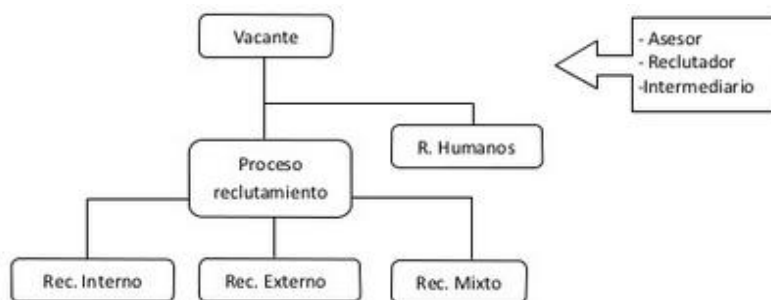 Vacante
- Asesor
- Reclutador
-Intermediario
R. Humanos
Proceso
reclutamiento
Rec. Interno
Rec. Externo
Rec. Mixto